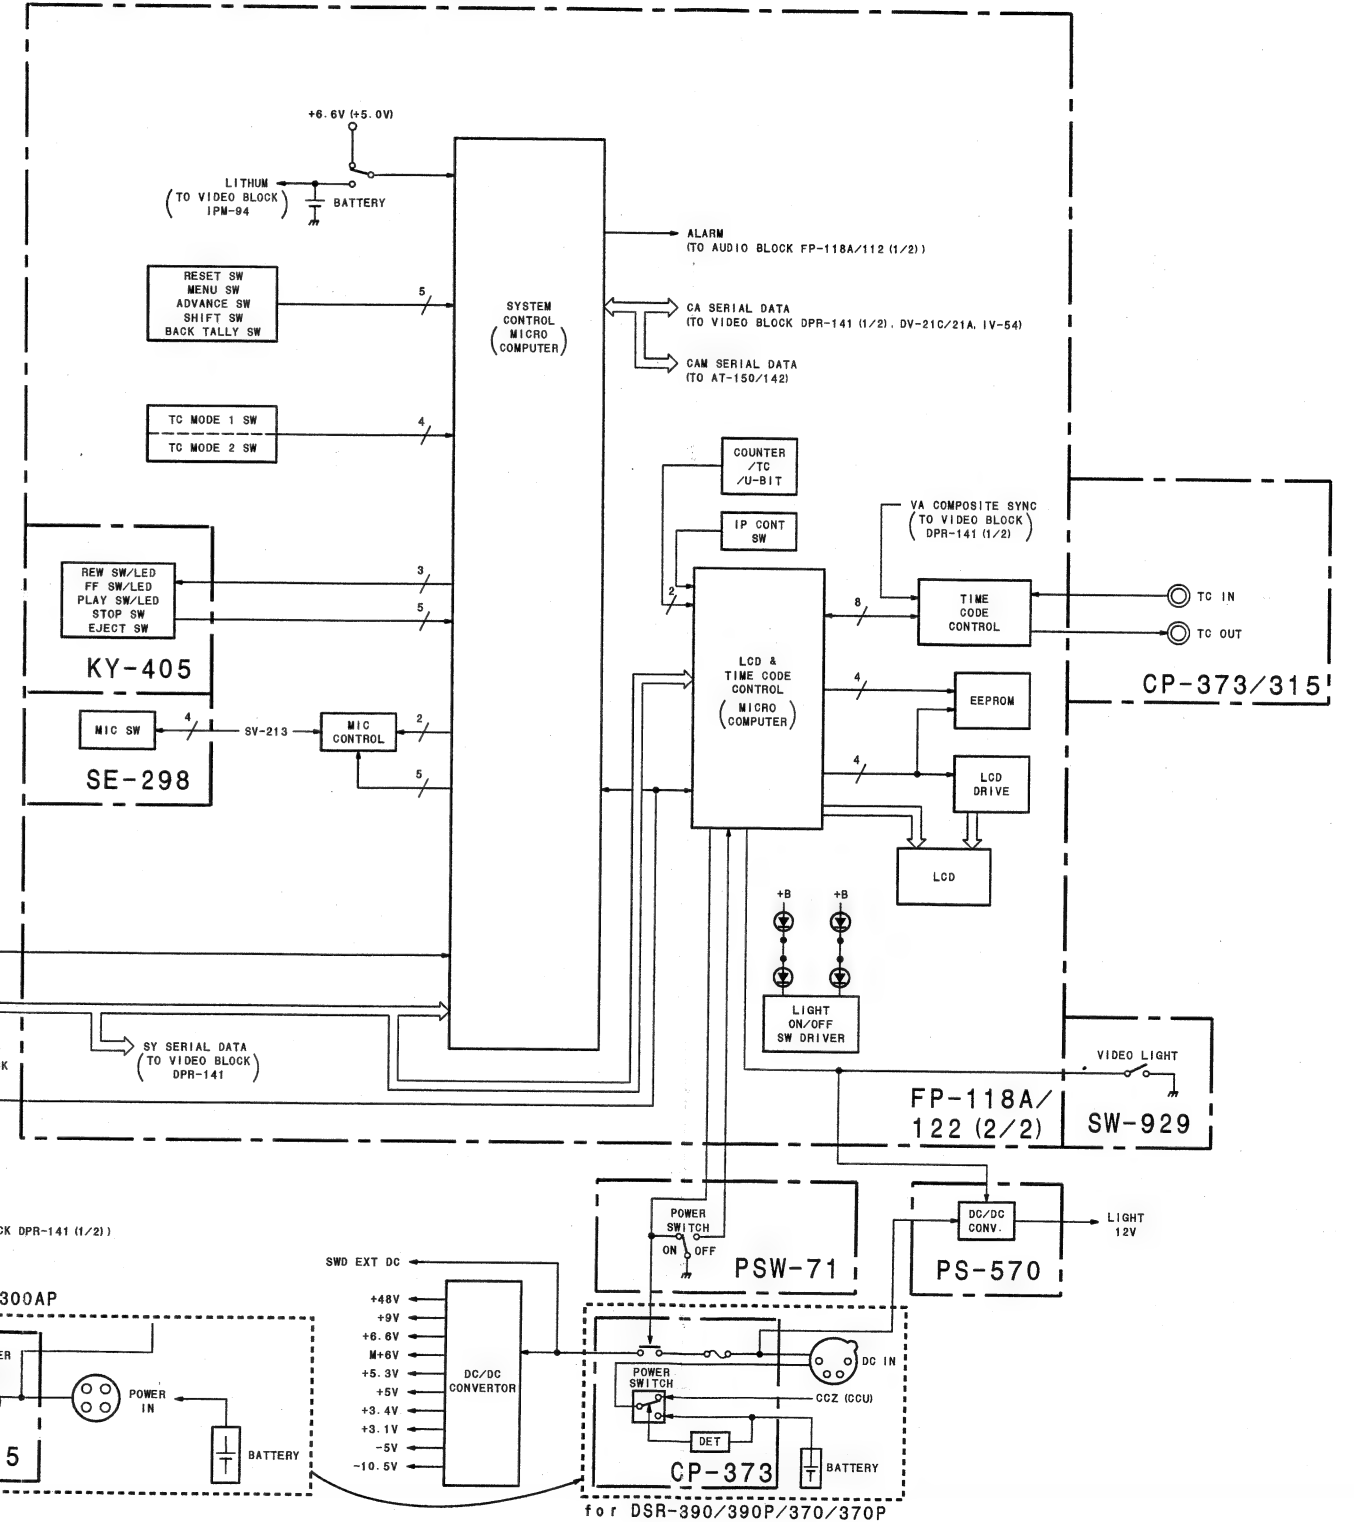 +6.6V (+5.0V)
LITHUM
(TO VIDEO BLOCK IPM-94)
BATTERY
RESET SW
MENU SW
ADVANCE SW
SHIFT SW
BACK TALLY SW
5
TC MODE 1 SW
TC MODE 2 SW
4
SYSTEM
CONTROL
(MICRO
COMPUTER)
ALARM
(TO AUDIO BLOCK FP-118A/112 (1/2))
CA SERIAL DATA
(TO VIDEO BLOCK DPR-141 (1/2), DV-21C/21A, IV-54)
CAM SERIAL DATA
(TO AT-150/142)
COUNTER
/TC
/U-BIT
IP CONT
SW
2
VA COMPOSITE SYNC
(TO VIDEO BLOCK
DPR-141 (1/2))
REW SW/LED
FF SW/LED
PLAY SW/LED
STOP SW
EJECT SW
3
5
KY-405
LCD &
TIME CODE
CONTROL
(MICRO
COMPUTER)
8
TIME
CODE
CONTROL
TC IN
TC OUT
CP-373/315
4
EEPROM
MIC SW
4
SV-213
MIC
CONTROL
2
5
SE-298
4
LCD
DRIVE
LCD
+B
+B
LIGHT
ON/OFF
SW DRIVER
SY SERIAL DATA
(TO VIDEO BLOCK
DPR-141)
K
VIDEO LIGHT
FP-118A/
122 (2/2)
SW-929
CK DPR-141 (1/2))
POWER
SWITCH
ON OFF
PSW-71
DC/DC
CONV.
LIGHT
12V
PS-570
SWD EXT DC
300AP
+48V
+9V
+6.6V
M+6V
+5.3V
+5V
+3.4V
+3.1V
-5V
-10.5V
DC/DC
CONVERTOR
ER
POWER
IN
BATTERY
5
POWER
SWITCH
DC IN
CCZ (CCU)
DET
BATTERY
CP-373
for DSR-390/390P/370/370P